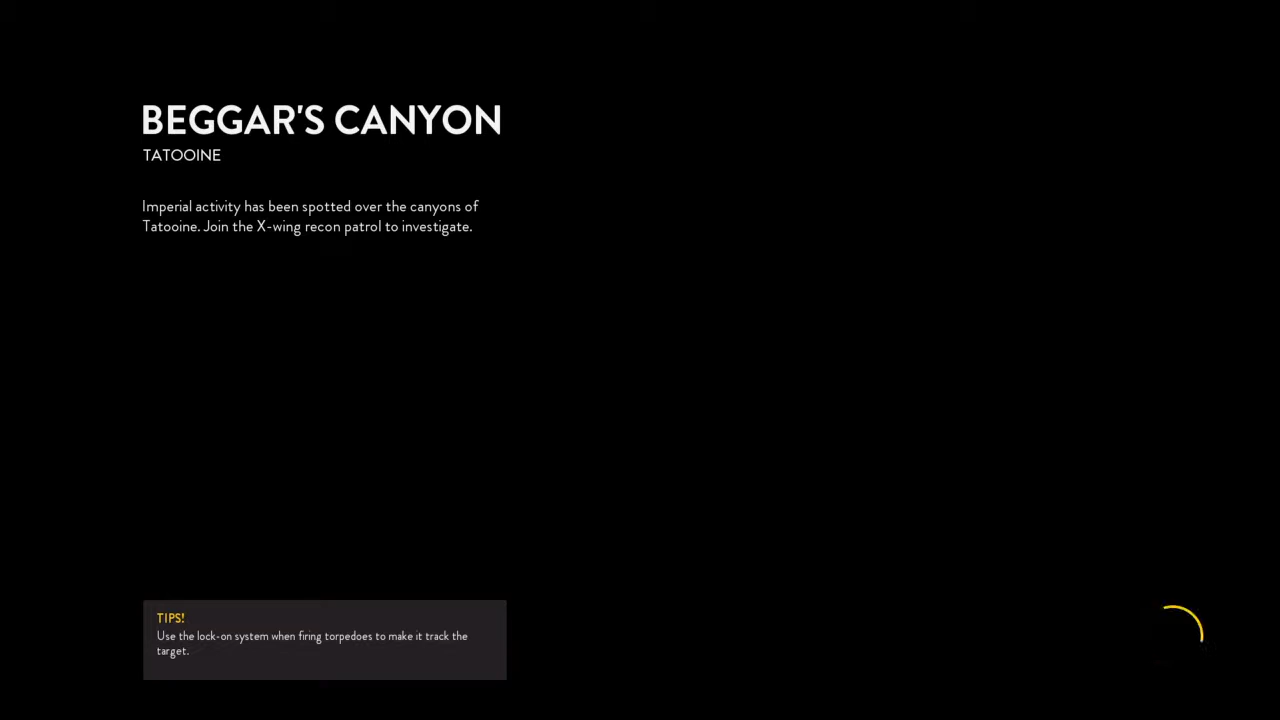 BEGGAR'S CANYON
TATOOINE
Imperial activity has been spotted over the canyons of
Tatooine. Join the X-wing recon patrol to investigate.
TIPS!
Use the lock-on system when firing torpedoes to make it track the
target.